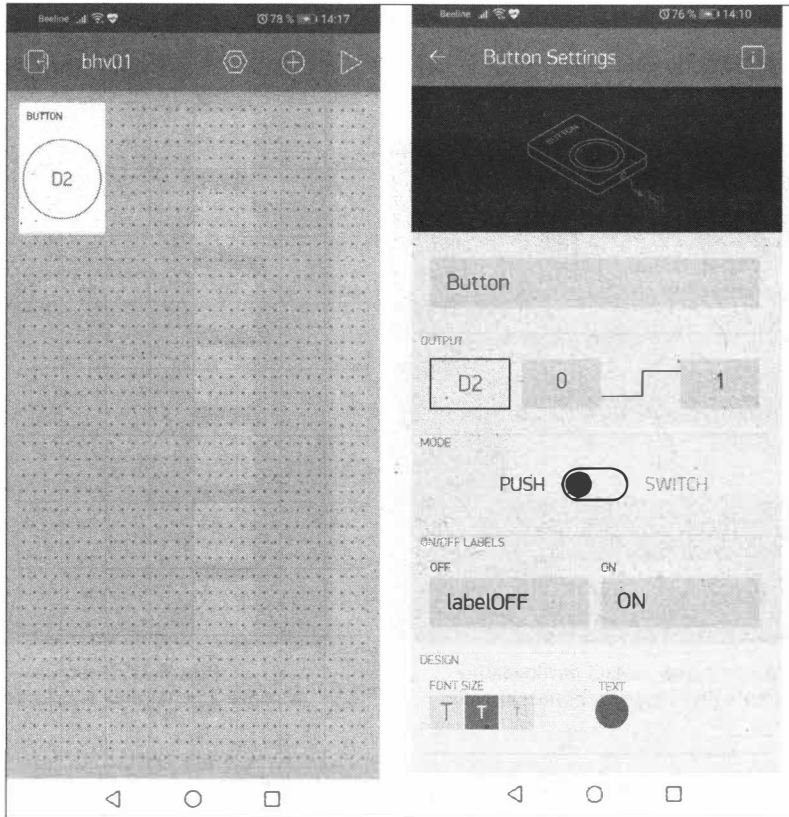 Beeline 78 % 14:17
bhv01
BUTTON
D2
Beeline 76 % 14:10
Button Settings
i
BUTTON
Button
OUTPUT
D2 0 1
MODE
PUSH SWITCH
ON/OFF LABELS
OFF ON
labelOFF ON
DESIGN
FONT SIZE TEXT
T T T